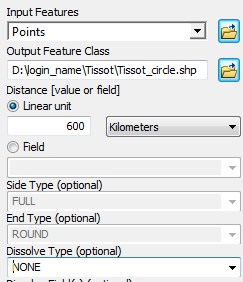 Input Features
Points
Output Feature Class
D:\login_name\Tissot\Tissot_circle.shp
Distance [value or field]
Linear unit
600 Kilometers
Field
Side Type (optional)
FULL
End Type (optional)
ROUND
Dissolve Type (optional)
NONE